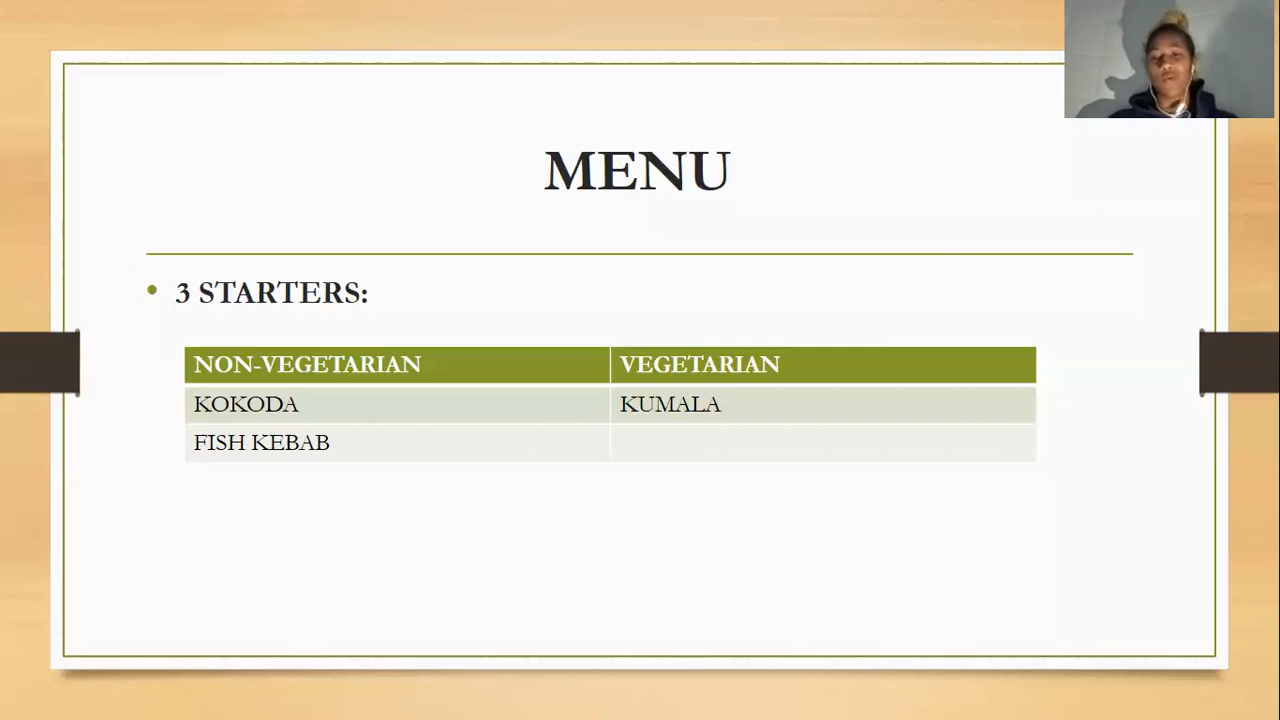 MENU
• 3 STARTERS:
NON-VEGETARIAN VEGETARIAN
KOKODA KUMALA
FISH KEBAB